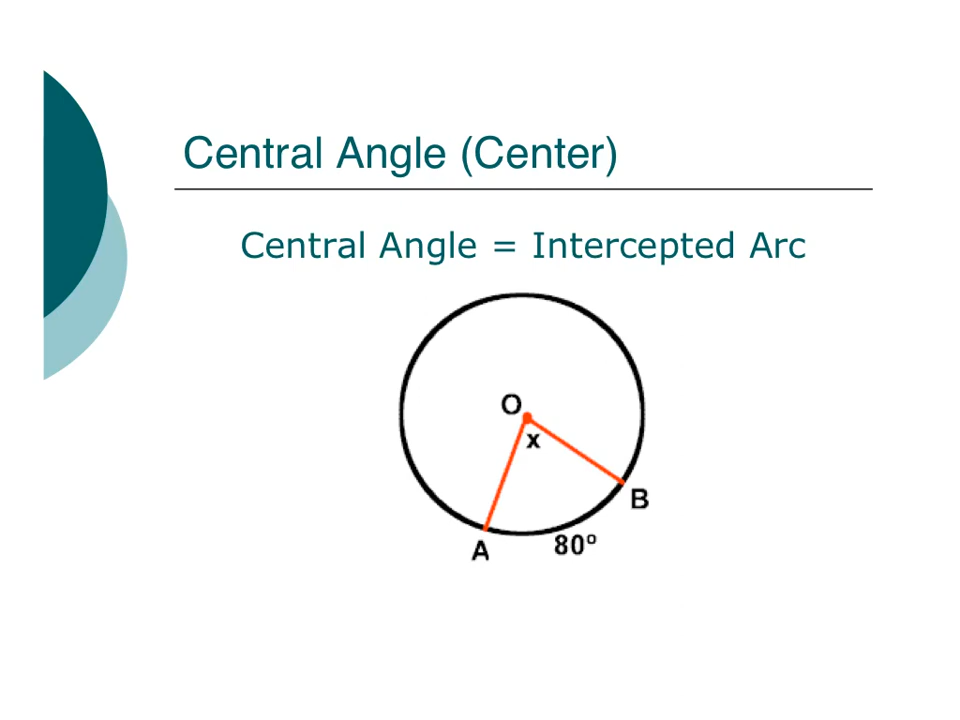 Central Angle (Center)
Central Angle = Intercepted Arc
O
x
B
A
80°